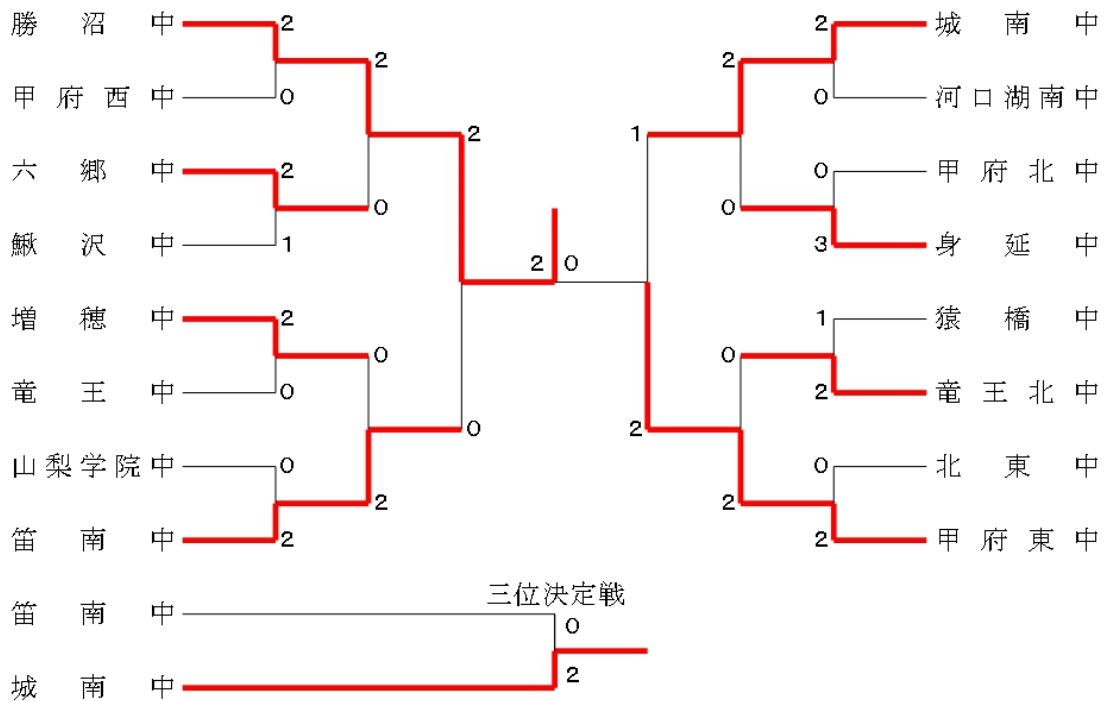 勝沼中 2 2 城南中
2 2
甲府西中 0 0 河口湖南中
2 1
六郷中 2 0 甲府北中
0 0
鰍沢中 1 3 身延中
2 0
増穂中 2 1 猿橋中
0 0
竜王中 0 2 竜王北中
0 2
山梨学院中 0 0 北東中
2 2
笛南中 2 2 甲府東中
三位決定戦
笛南中 0
城南中 2